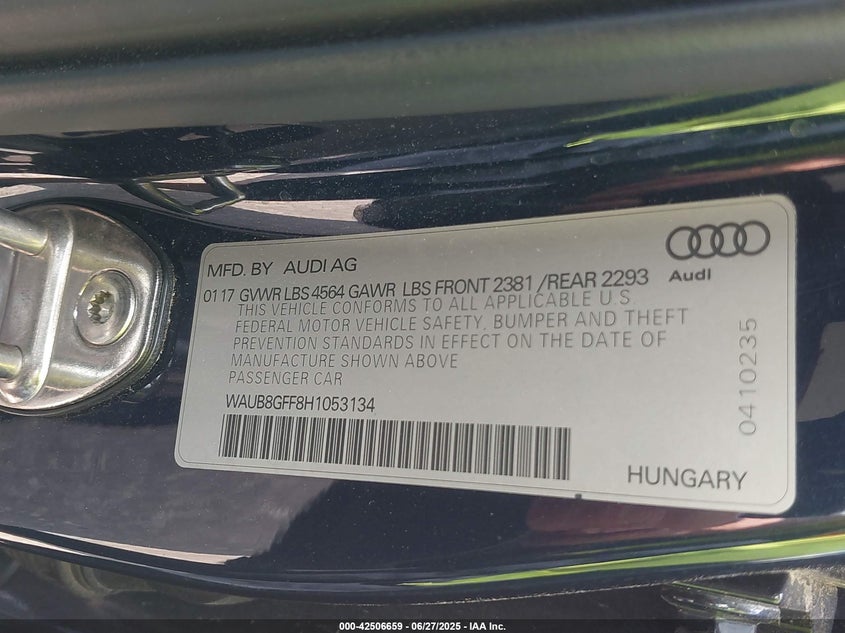 MFD. BY AUDI AG
Audi
01 17 GVWR LBS 4564 GAWR LBS FRONT 2381 /REAR 2293
THIS VEHICLE CONFORMS TO ALL APPLICABLE U.S.
FEDERAL MOTOR VEHICLE SAFETY, BUMPER AND THEFT
PREVENTION STANDARDS IN EFFECT ON THE DATE OF
MANUFACTURE SHOWN ABOVE
PASSENGER CAR
WAUB8GFF8H1053134
0410235
HUNGARY
000-42506659 - 06/27/2025 - IAA, Inc.